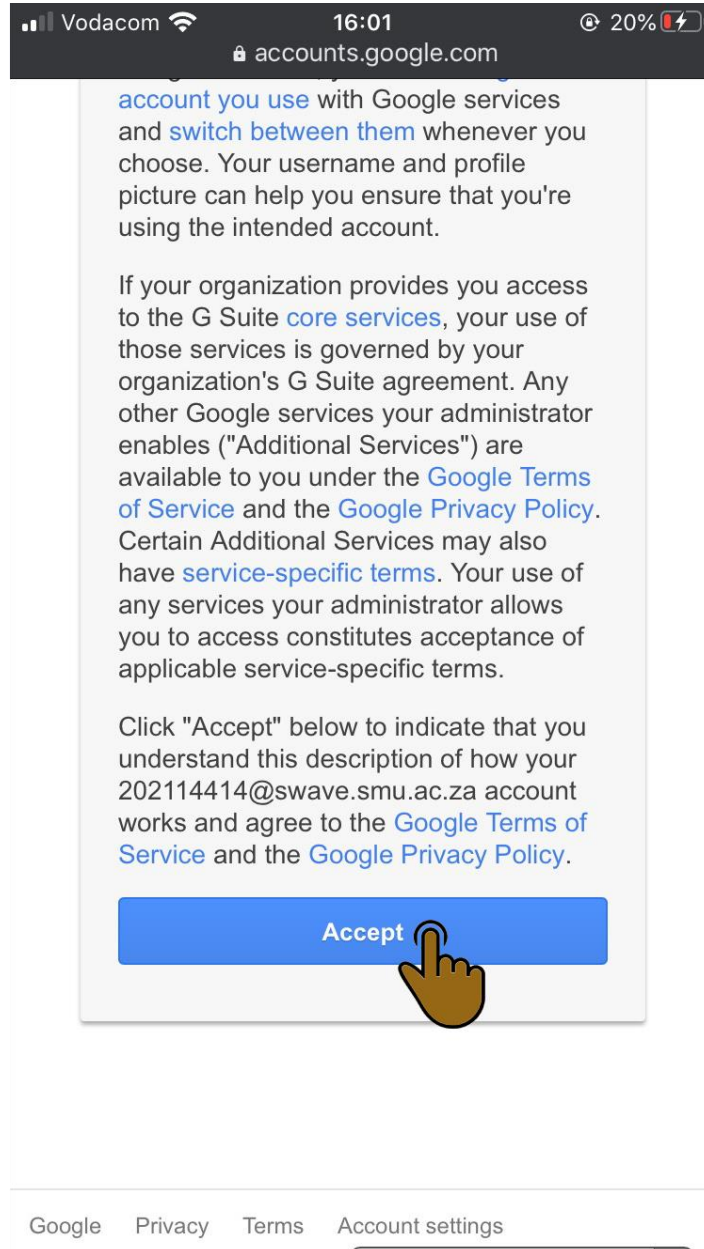 Vodacom 16:01 20%
accounts.google.com
account you use with Google services
and switch between them whenever you
choose. Your username and profile
picture can help you ensure that you're
using the intended account.
If your organization provides you access
to the G Suite core services, your use of
those services is governed by your
organization's G Suite agreement. Any
other Google services your administrator
enables ("Additional Services") are
available to you under the Google Terms
of Service and the Google Privacy Policy.
Certain Additional Services may also
have service-specific terms. Your use of
any services your administrator allows
you to access constitutes acceptance of
applicable service-specific terms.
Click "Accept" below to indicate that you
understand this description of how your
202114414@swave.smu.ac.za account
works and agree to the Google Terms of
Service and the Google Privacy Policy.
Accept
Google Privacy Terms Account settings